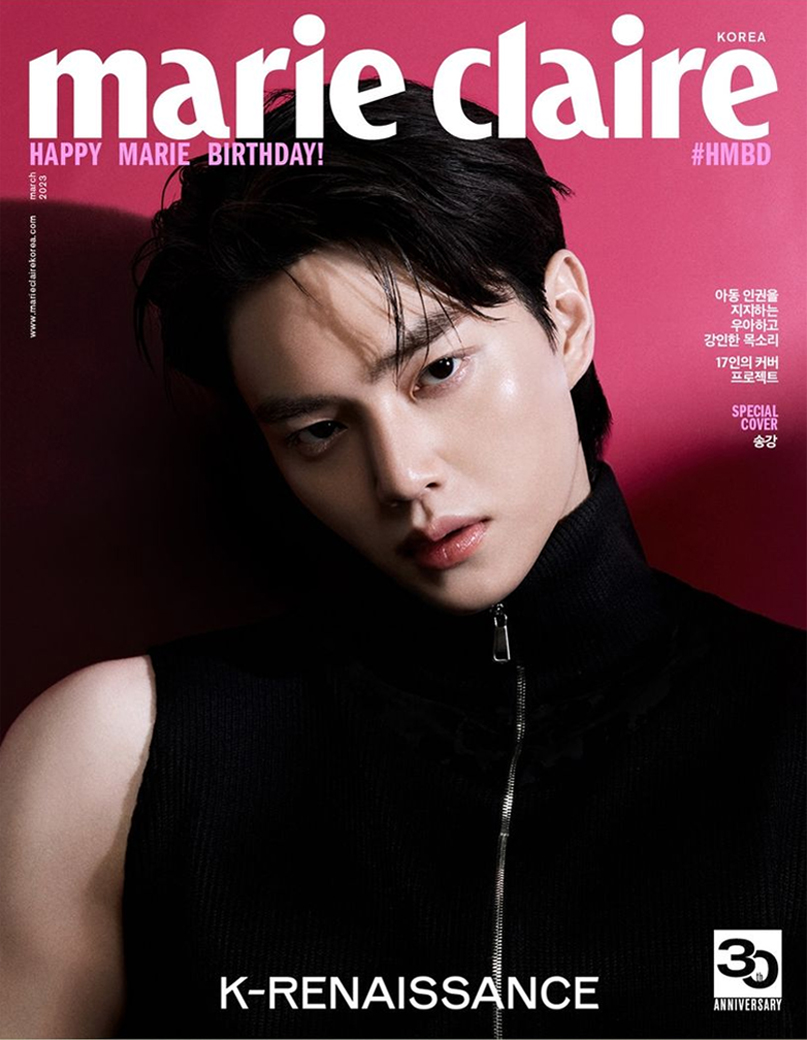 KOREA
marie claire
HAPPY MARIE BIRTHDAY!
#HMBD
march
2023
www.marieclairekorea.com
아동 인권을
지지하는
우아하고
강인한 목소리
17인의 커버
프로젝트
SPECIAL
COVER
송강
K-RENAISSANCE
30th
ANNIVERSARY